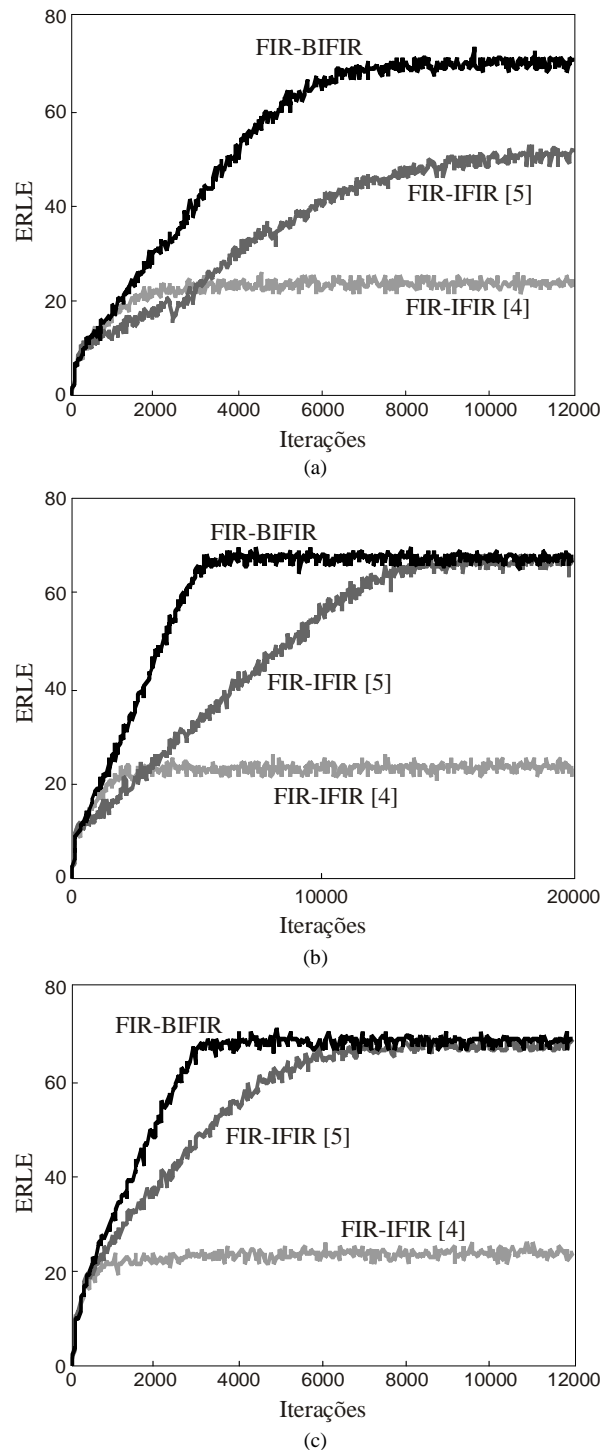 80
FIR-BIFIR
60
FIR-IFIR [5]
ERLE
40
20
FIR-IFIR [4]
0
0 2000 4000 6000 8000 10000 12000
Iterações
(a)
80
FIR-BIFIR
60
ERLE
40
FIR-IFIR [5]
20
FIR-IFIR [4]
0
0 10000 20000
Iterações
(b)
80
FIR-BIFIR
60
FIR-IFIR [5]
ERLE
40
FIR-IFIR [4]
20
0
0 2000 4000 6000 8000 10000 12000
Iterações
(c)